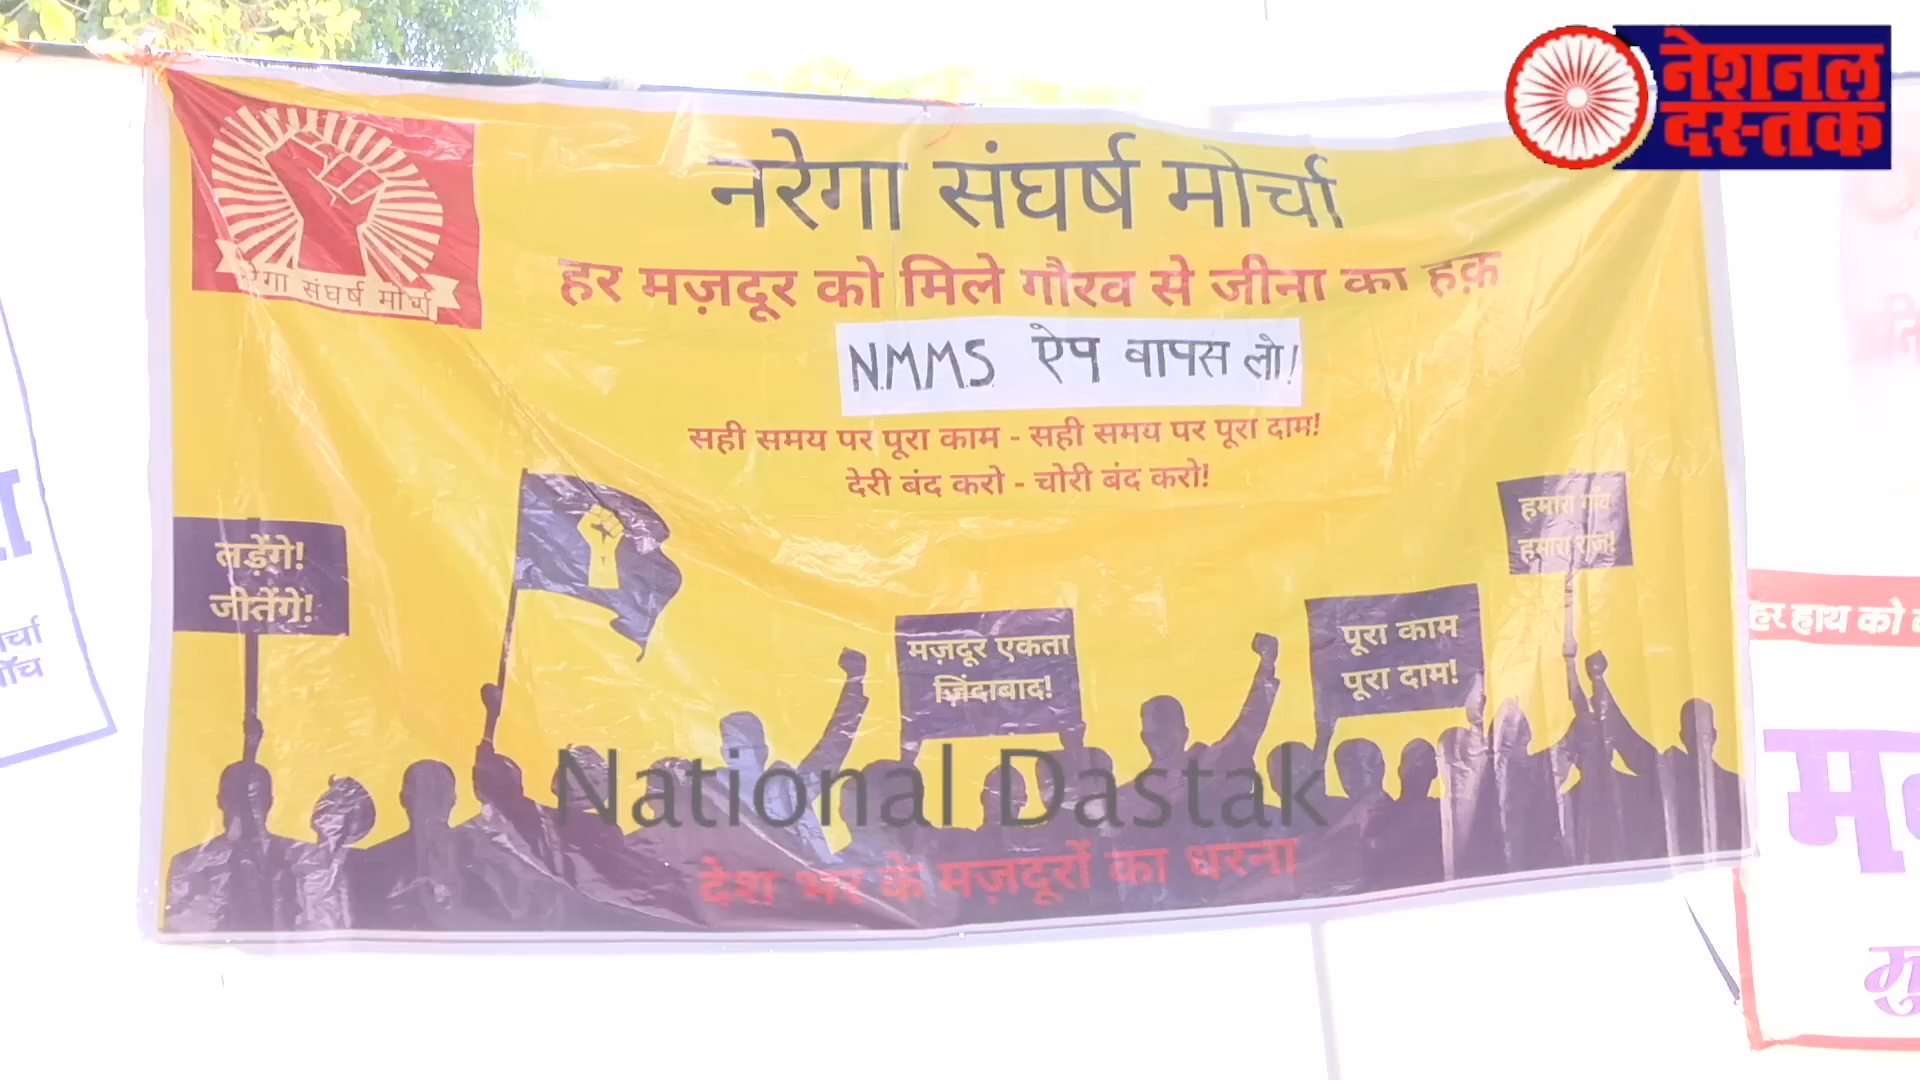 नेशनल
दस्तक
नरेगा संघर्ष मोर्चा
हर मज़दूर को मिले गौरव से जीना का हक़
नरेगा संघर्ष मोर्चा
N.M.M.S. ऐप वापस लो!
सही समय पर पूरा काम - सही समय पर पूरा दाम!
देरी बंद करो - चोरी बंद करो!
लड़ेंगे!
जीतेंगे!
हमारा गाँव
हमारा राज!
मज़दूर एकता
ज़िंदाबाद!
पूरा काम
पूरा दाम!
हर हाथ को
National Dastak
देश भर के मज़दूरों का धरना